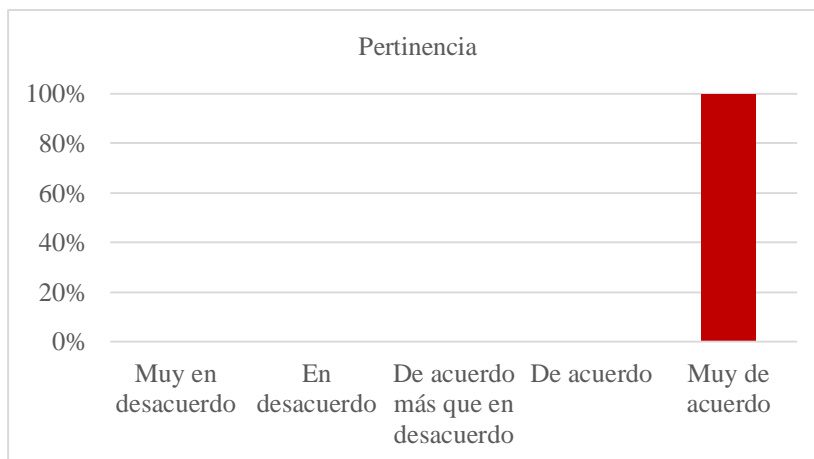 Pertinencia
100%
80%
60%
40%
20%
0%
Muy en
desacuerdo
En
desacuerdo
De acuerdo
más que en
desacuerdo
De acuerdo
Muy de
acuerdo